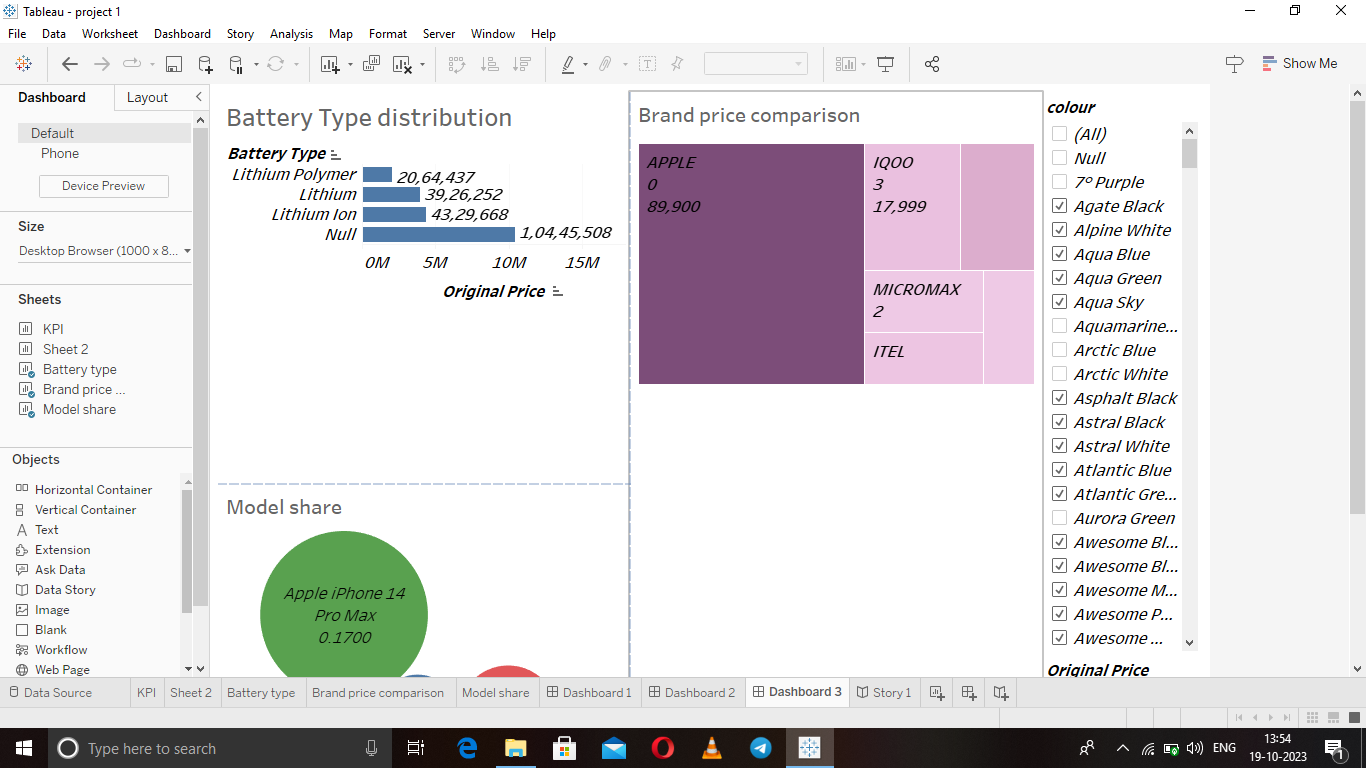 Tableau - project 1
File Data Worksheet Dashboard Story Analysis Map Format Server Window Help
Show Me
Dashboard Layout
Default
Phone
Device Preview
Size
Desktop Browser (1000 x 8...
Sheets
KPI
Sheet 2
Battery type
Brand price ...
Model share
Objects
Horizontal Container
Vertical Container
Text
Extension
Ask Data
Data Story
Image
Blank
Workflow
Web Page
Battery Type distribution
Battery Type
Lithium Polymer 20,64,437
Lithium 39,26,252
Lithium Ion 43,29,668
Null 1,04,45,508
0M 5M 10M 15M
Original Price
Model share
Apple iPhone 14
Pro Max
0.1700
Brand price comparison
APPLE
0
89,900
IQOO
3
17,999
MICROMAX
2
ITEL
colour
(All)
Null
7° Purple
Agate Black
Alpine White
Aqua Blue
Aqua Green
Aqua Sky
Aquamarine...
Arctic Blue
Arctic White
Asphalt Black
Astral Black
Astral White
Atlantic Blue
Atlantic Gre...
Aurora Green
Awesome Bl...
Awesome Bl...
Awesome M...
Awesome P...
Awesome ...
Original Price
Data Source KPI Sheet 2 Battery type Brand price comparison Model share Dashboard 1 Dashboard 2 Dashboard 3 Story 1
Type here to search
ENG
13:54
19-10-2023
1